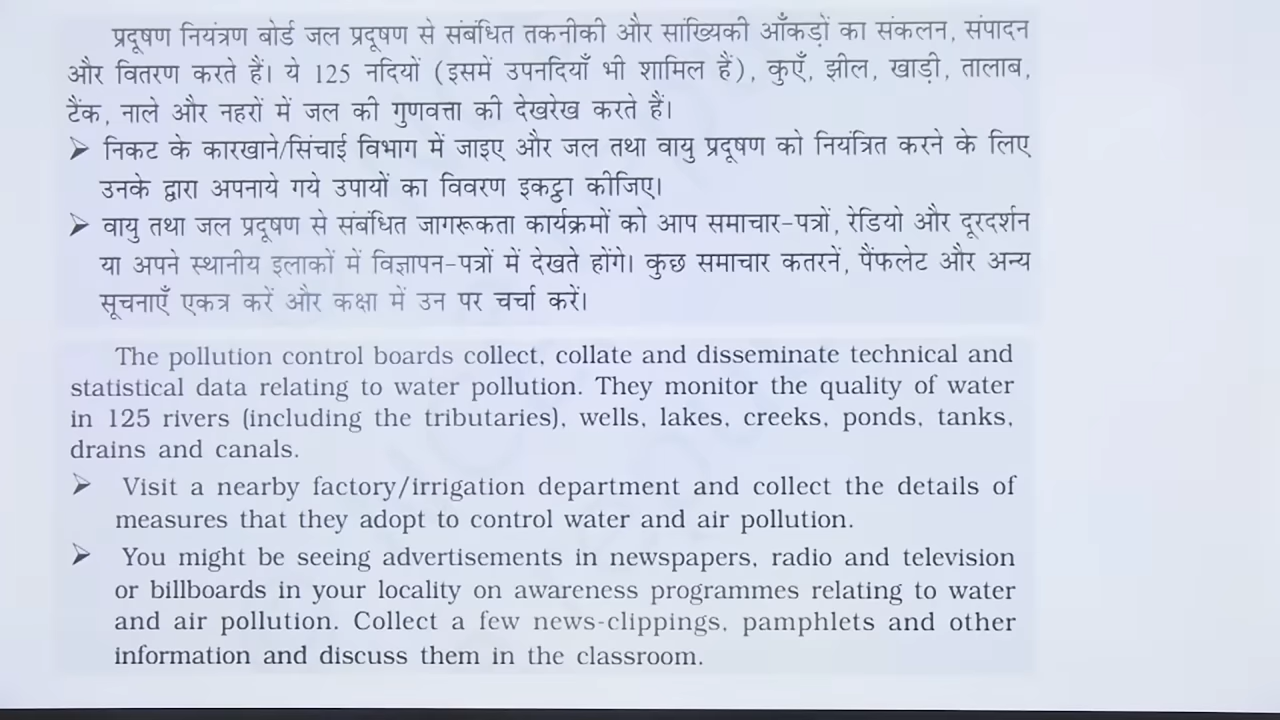 प्रदूषण नियंत्रण बोर्ड जल प्रदूषण से संबंधित तकनीकी और सांख्यिकी आँकड़ों का संकलन, संपादन
और वितरण करते हैं। ये 125 नदियों (इसमें उपनदियाँ भी शामिल हैं), कुएँ, झील, खाड़ी, तालाब,
टैंक, नाले और नहरों में जल की गुणवत्ता की देखरेख करते हैं।
➢ निकट के कारखाने/सिंचाई विभाग में जाइए और जल तथा वायु प्रदूषण को नियंत्रित करने के लिए
उनके द्वारा अपनाये गये उपायों का विवरण इकट्ठा कीजिए।
➢ वायु तथा जल प्रदूषण से संबंधित जागरूकता कार्यक्रमों को आप समाचार-पत्रों, रेडियो और दूरदर्शन
या अपने स्थानीय इलाकों में विज्ञापन-पत्रों में देखते होंगे। कुछ समाचार कतरनें, पैंफलेट और अन्य
सूचनाएँ एकत्र करें और कक्षा में उन पर चर्चा करें।
The pollution control boards collect, collate and disseminate technical and
statistical data relating to water pollution. They monitor the quality of water
in 125 rivers (including the tributaries), wells, lakes, creeks, ponds, tanks,
drains and canals.
➢ Visit a nearby factory/irrigation department and collect the details of
measures that they adopt to control water and air pollution.
➢ You might be seeing advertisements in newspapers, radio and television
or billboards in your locality on awareness programmes relating to water
and air pollution. Collect a few news-clippings, pamphlets and other
information and discuss them in the classroom.